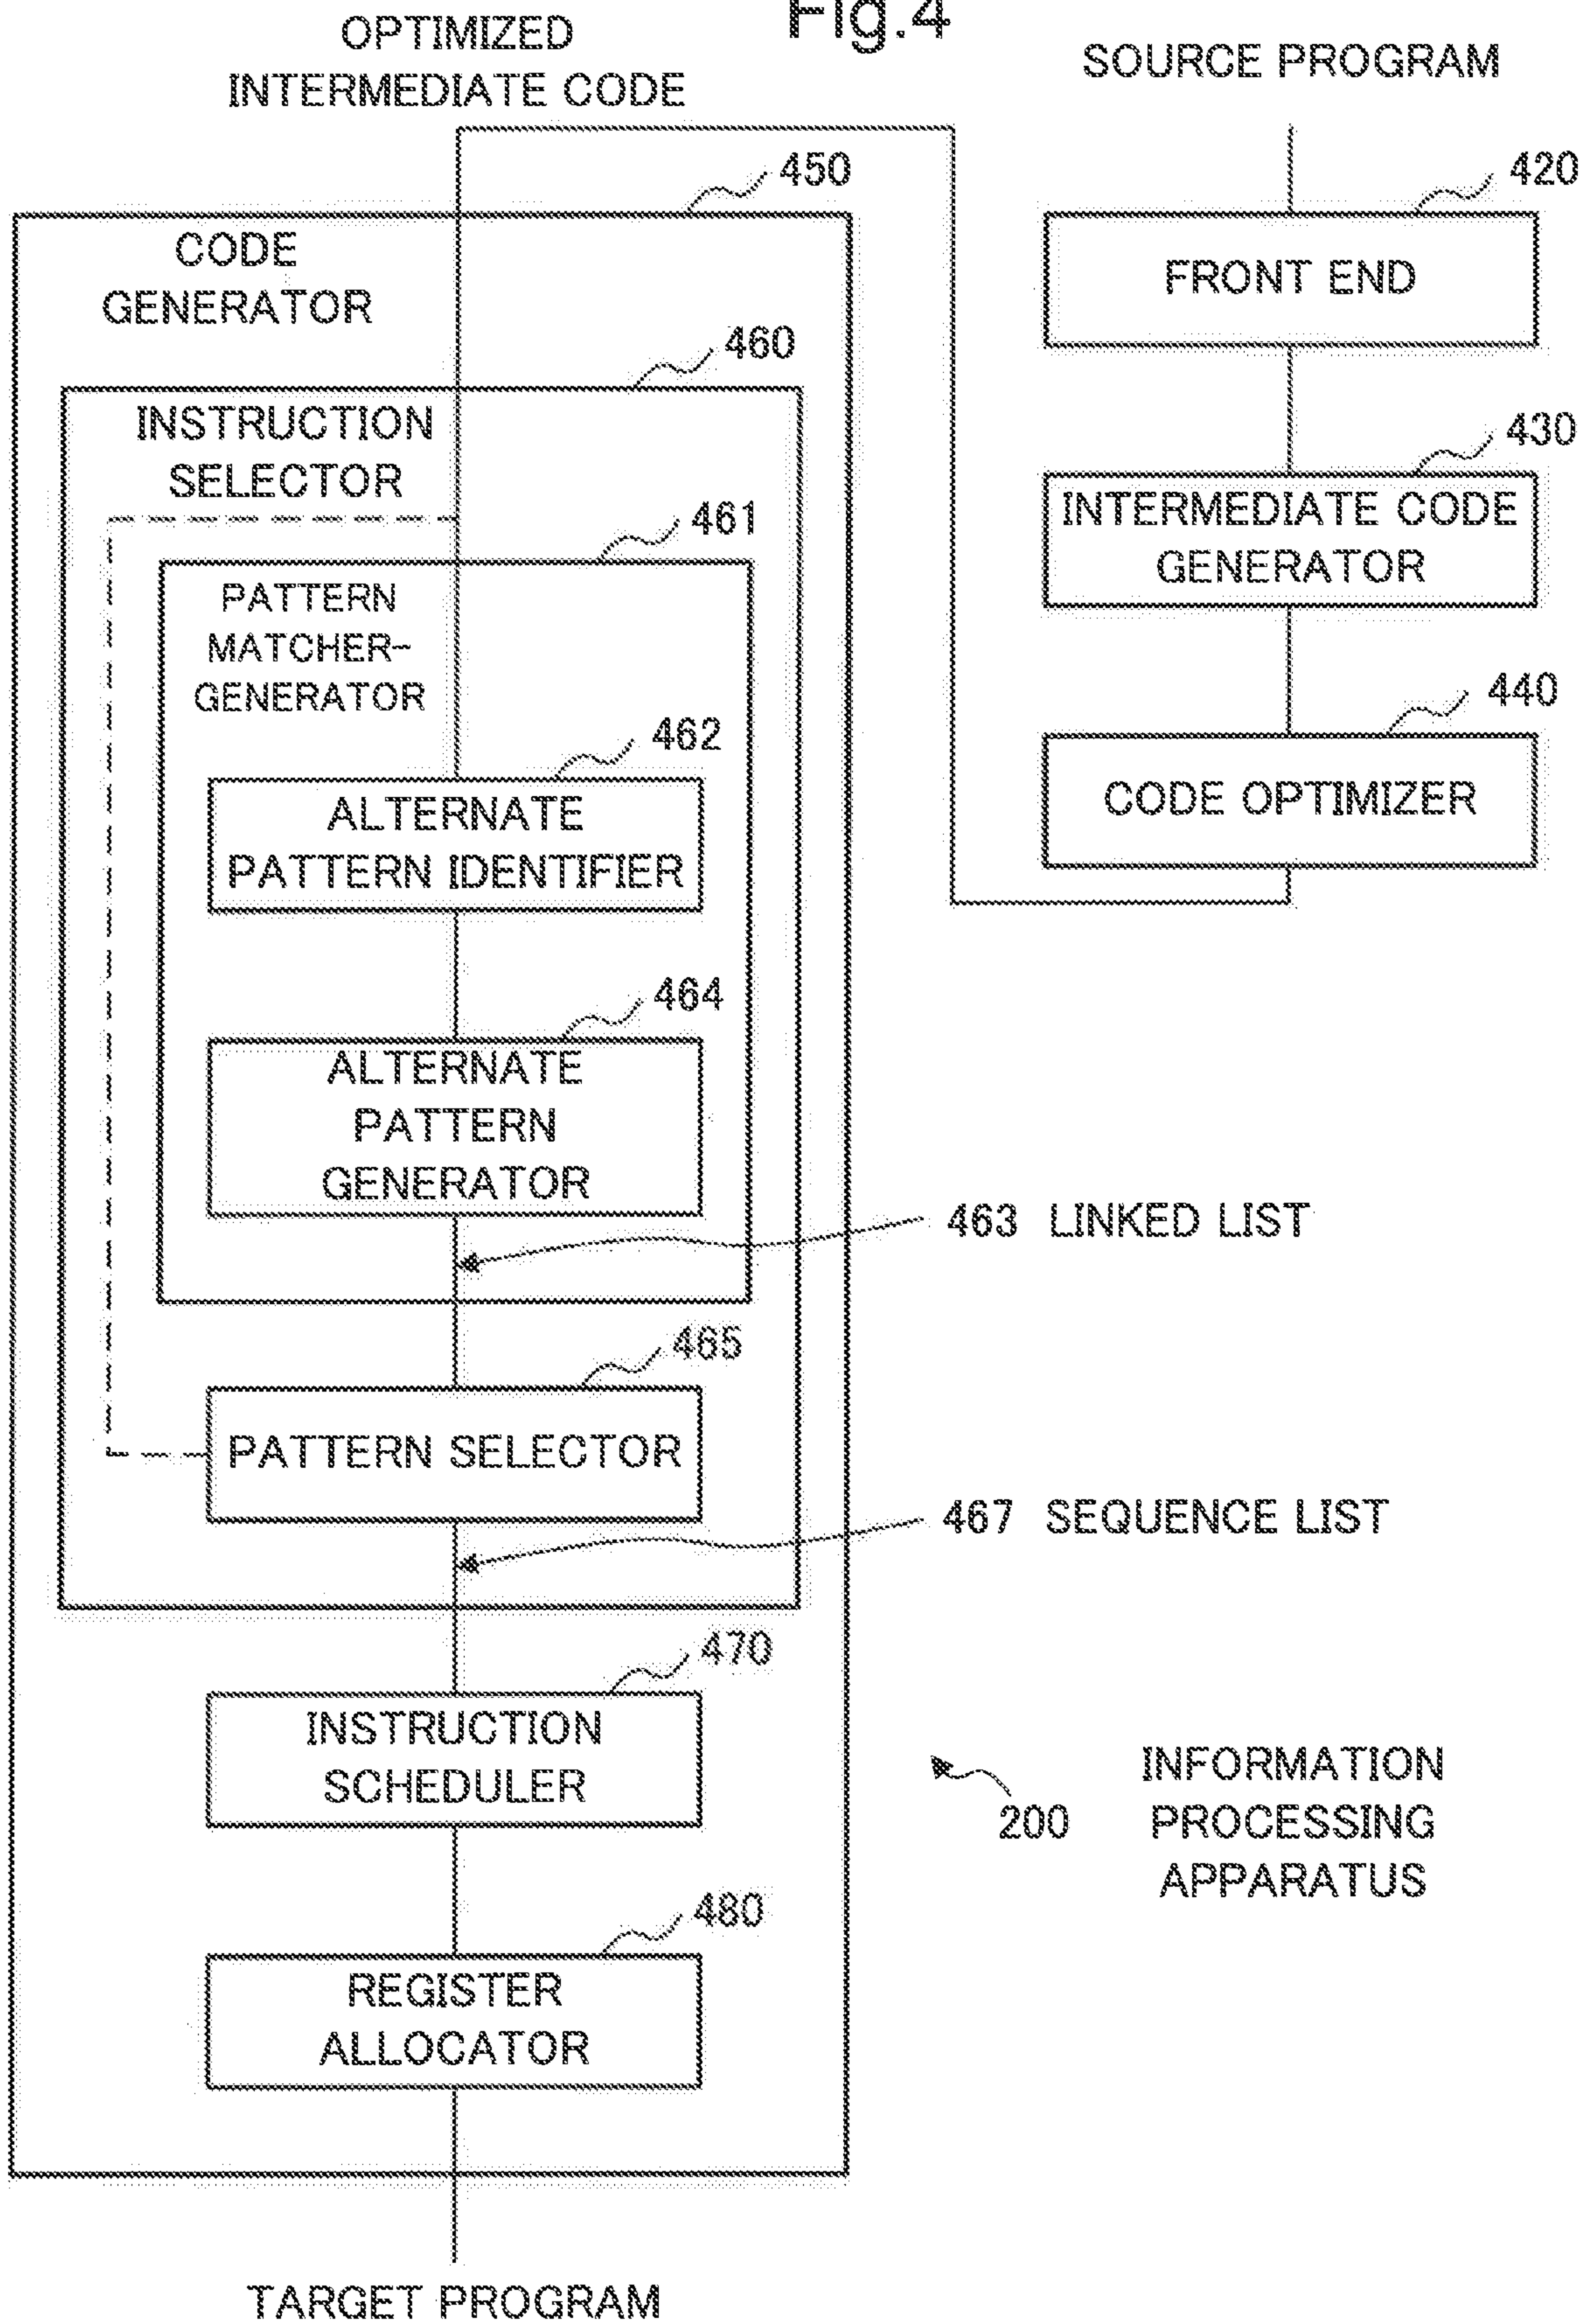 Fig.4
OPTIMIZED
INTERMEDIATE CODE
SOURCE PROGRAM
450
CODE
GENERATOR
460
INSTRUCTION
SELECTOR
461
PATTERN
MATCHER-
GENERATOR
462
ALTERNATE
PATTERN IDENTIFIER
464
ALTERNATE
PATTERN
GENERATOR
463 LINKED LIST
465
PATTERN SELECTOR
467 SEQUENCE LIST
470
INSTRUCTION
SCHEDULER
480
REGISTER
ALLOCATOR
TARGET PROGRAM
420
FRONT END
430
INTERMEDIATE CODE
GENERATOR
440
CODE OPTIMIZER
200
INFORMATION
PROCESSING
APPARATUS